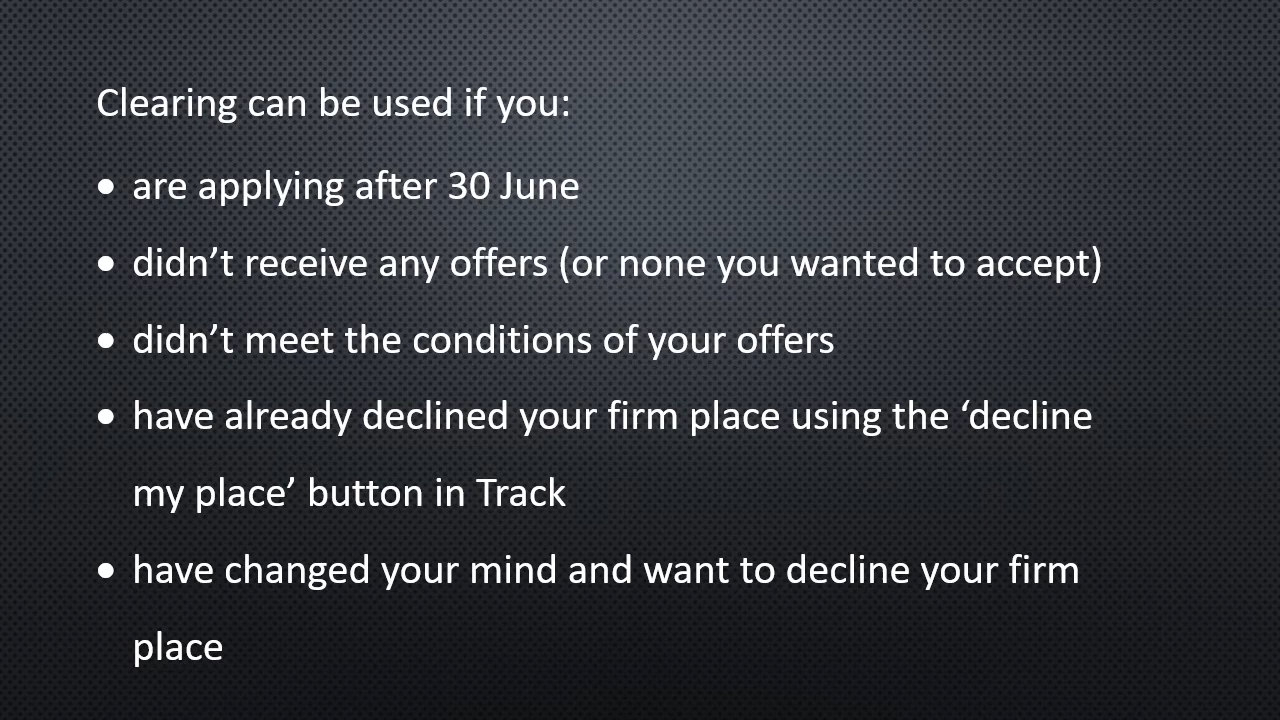 Clearing can be used if you:
• are applying after 30 June
• didn’t receive any offers (or none you wanted to accept)
• didn’t meet the conditions of your offers
• have already declined your firm place using the ‘decline
my place’ button in Track
• have changed your mind and want to decline your firm
place